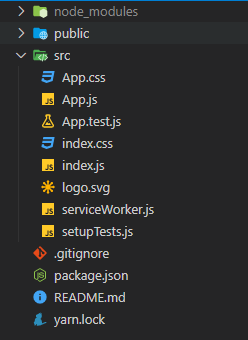 node_modules
public
src
App.css
App.js
App.test.js
index.css
index.js
logo.svg
serviceWorker.js
setupTests.js
.gitignore
package.json
README.md
yarn.lock